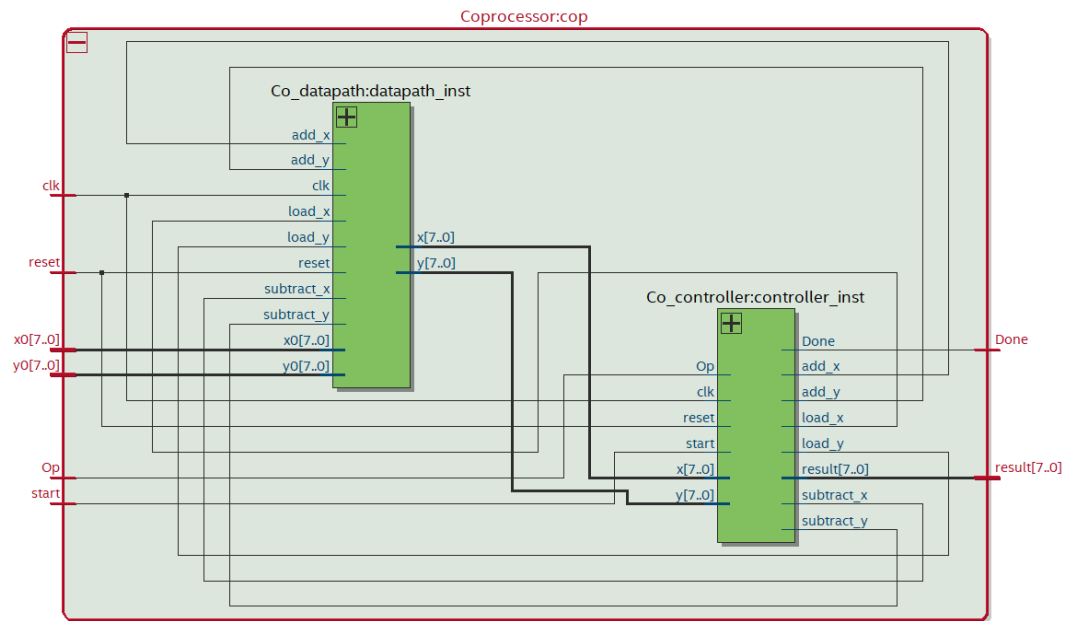 Coprocessor:cop
Co_datapath:datapath_inst
add_x
add_y
clk
load_x
load_y
reset
subtract_x
subtract_y
x0[7..0]
y0[7..0]
x[7..0]
y[7..0]
clk
reset
x0[7..0]
y0[7..0]
Op
start
Co_controller:controller_inst
Op
clk
reset
start
x[7..0]
y[7..0]
Done
add_x
add_y
load_x
load_y
result[7..0]
subtract_x
subtract_y
Done
result[7..0]